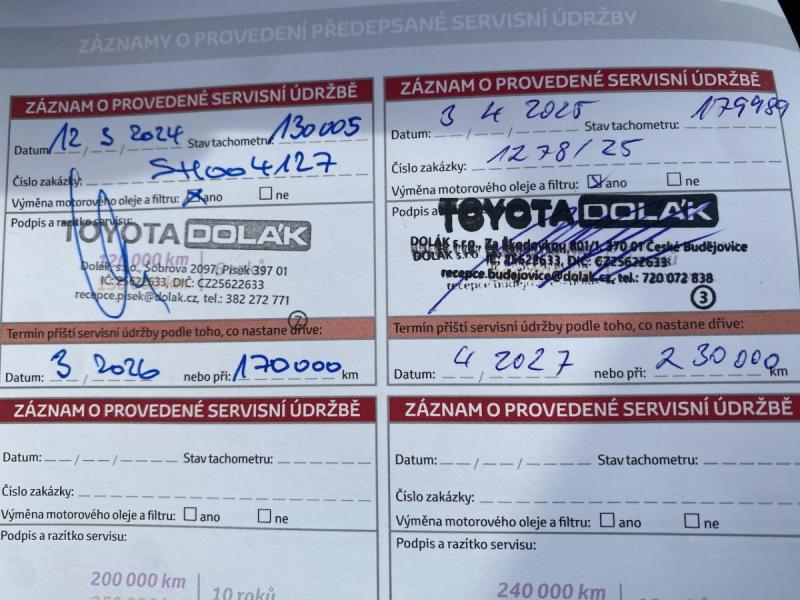 ZÁZNAMY O PROVEDENÍ PŘEDEPSANÉ SERVISNÍ ÚDRŽBY
ZÁZNAM O PROVEDENÉ SERVISNÍ ÚDRŽBĚ
Datum: 12 / 3 / 2024 Stav tachometru: 130005
Číslo zakázky: SH004127
Výměna motorového oleje a filtru: ano ne
Podpis a razítko servisu:
TOYOTA DOLÁK
Dolák, s.r.o., Sobrova 2097, Písek 397 01
IČ: 25622633, DIČ: CZ25622633
recepce.pisek@dolak.cz, tel.: 382 272 771
7
Termín příští servisní údržby podle toho, co nastane dříve:
Datum: 3 / 2026 nebo při: 170000 km
ZÁZNAM O PROVEDENÉ SERVISNÍ ÚDRŽBĚ
Datum: 3 / 4 / 2025 Stav tachometru: 179989
Číslo zakázky: 1278/25
Výměna motorového oleje a filtru: ano ne
Podpis a
TOYOTA DOLÁK
DOLÁK s.r.o., Za Škodovkou 801/1, 370 01 České Budějovice
IČ: 25622633, DIČ: CZ25622633
recepce.budejovice@dolak.cz, tel.: 720 072 838
3
Termín příští servisní údržby podle toho, co nastane dříve:
Datum: 4 / 2027 nebo při: 230000 km
ZÁZNAM O PROVEDENÉ SERVISNÍ ÚDRŽBĚ
Datum: / / Stav tachometru:
Číslo zakázky:
Výměna motorového oleje a filtru: ano ne
Podpis a razítko servisu:
200 000 km 10 roků
ZÁZNAM O PROVEDENÉ SERVISNÍ ÚDRŽBĚ
Datum: / / Stav tachometru:
Číslo zakázky:
Výměna motorového oleje a filtru: ano ne
Podpis a razítko servisu:
240 000 km